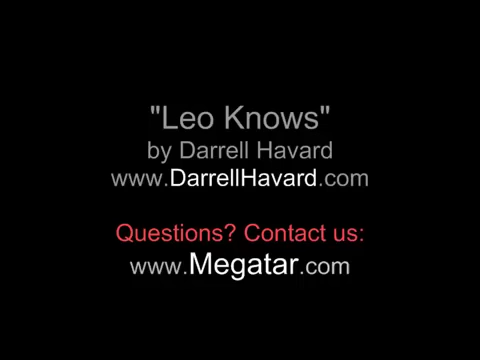 "Leo Knows"
by Darrell Havard
www.DarrellHavard.com
Questions? Contact us:
www.Megatar.com